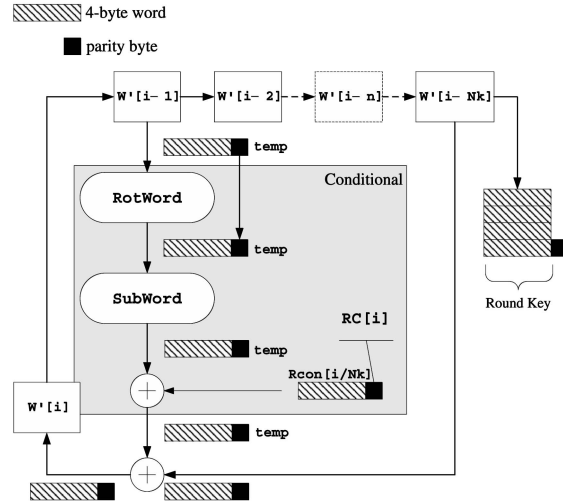 4-byte word
parity byte
W'[i- 1]
W'[i- 2]
W'[i- n]
W'[i- Nk]
temp
Conditional
RotWord
temp
SubWord
Round Key
RC[i]
temp
Rcon[i/Nk]
W'[i]
temp